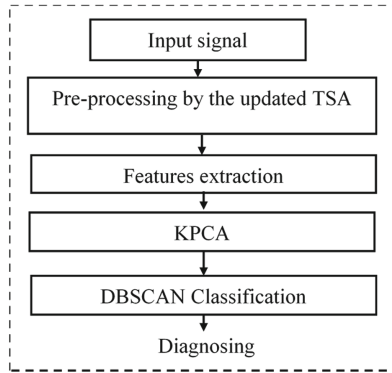 Input signal
Pre-processing by the updated TSA
Features extraction
KPCA
DBSCAN Classification
Diagnosing